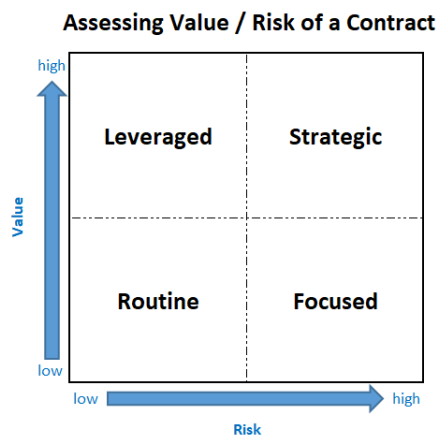 Assessing Value / Risk of a Contract
high
Leveraged
Strategic
Value
Routine
Focused
low
low
high
Risk